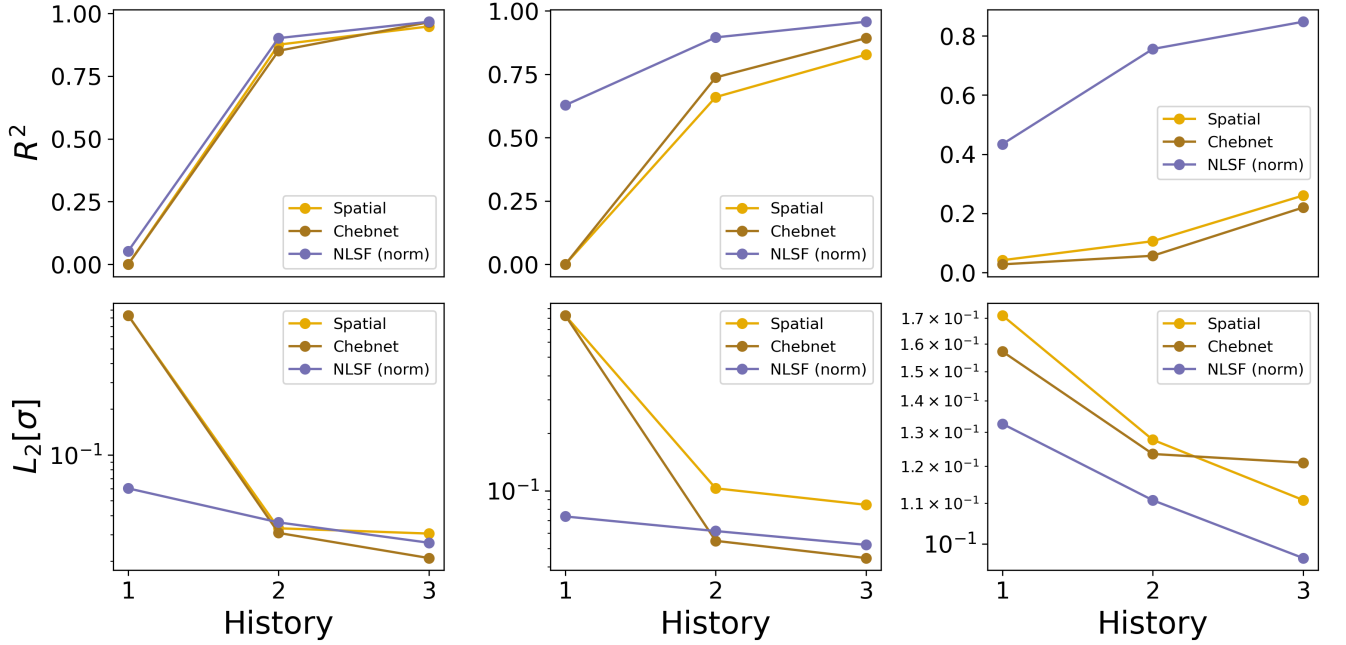 R²
1.00
0.75
0.50
0.25
0.00
Spatial
Chebnet
NLSF (norm)
1.00
0.75
0.50
0.25
0.00
Spatial
Chebnet
NLSF (norm)
0.8
0.6
0.4
0.2
0.0
Spatial
Chebnet
NLSF (norm)
L₂[σ]
10⁻¹
Spatial
Chebnet
NLSF (norm)
1
2
3
History
10⁻¹
Spatial
Chebnet
NLSF (norm)
1
2
3
History
1.7 × 10⁻¹
1.6 × 10⁻¹
1.5 × 10⁻¹
1.4 × 10⁻¹
1.3 × 10⁻¹
1.2 × 10⁻¹
1.1 × 10⁻¹
10⁻¹
Spatial
Chebnet
NLSF (norm)
1
2
3
History